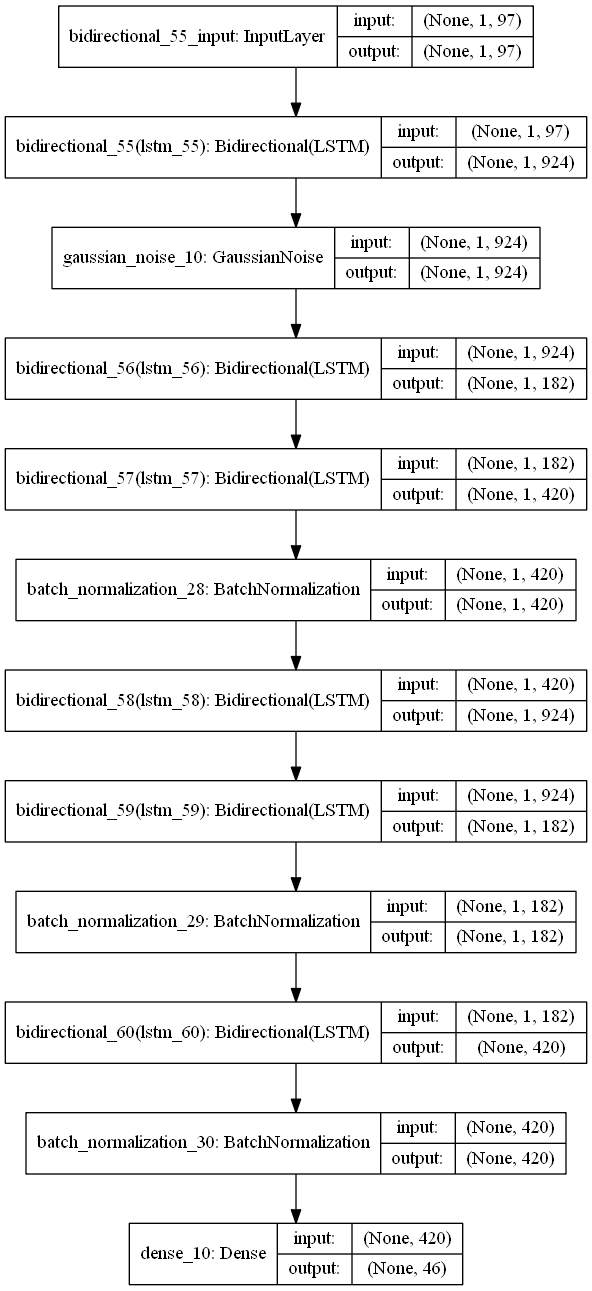 bidirectional_55_input: InputLayer
input: (None, 1, 97)
output: (None, 1, 97)
bidirectional_55(lstm_55): Bidirectional(LSTM)
input: (None, 1, 97)
output: (None, 1, 924)
gaussian_noise_10: GaussianNoise
input: (None, 1, 924)
output: (None, 1, 924)
bidirectional_56(lstm_56): Bidirectional(LSTM)
input: (None, 1, 924)
output: (None, 1, 182)
bidirectional_57(lstm_57): Bidirectional(LSTM)
input: (None, 1, 182)
output: (None, 1, 420)
batch_normalization_28: BatchNormalization
input: (None, 1, 420)
output: (None, 1, 420)
bidirectional_58(lstm_58): Bidirectional(LSTM)
input: (None, 1, 420)
output: (None, 1, 924)
bidirectional_59(lstm_59): Bidirectional(LSTM)
input: (None, 1, 924)
output: (None, 1, 182)
batch_normalization_29: BatchNormalization
input: (None, 1, 182)
output: (None, 1, 182)
bidirectional_60(lstm_60): Bidirectional(LSTM)
input: (None, 1, 182)
output: (None, 420)
batch_normalization_30: BatchNormalization
input: (None, 420)
output: (None, 420)
dense_10: Dense
input: (None, 420)
output: (None, 46)